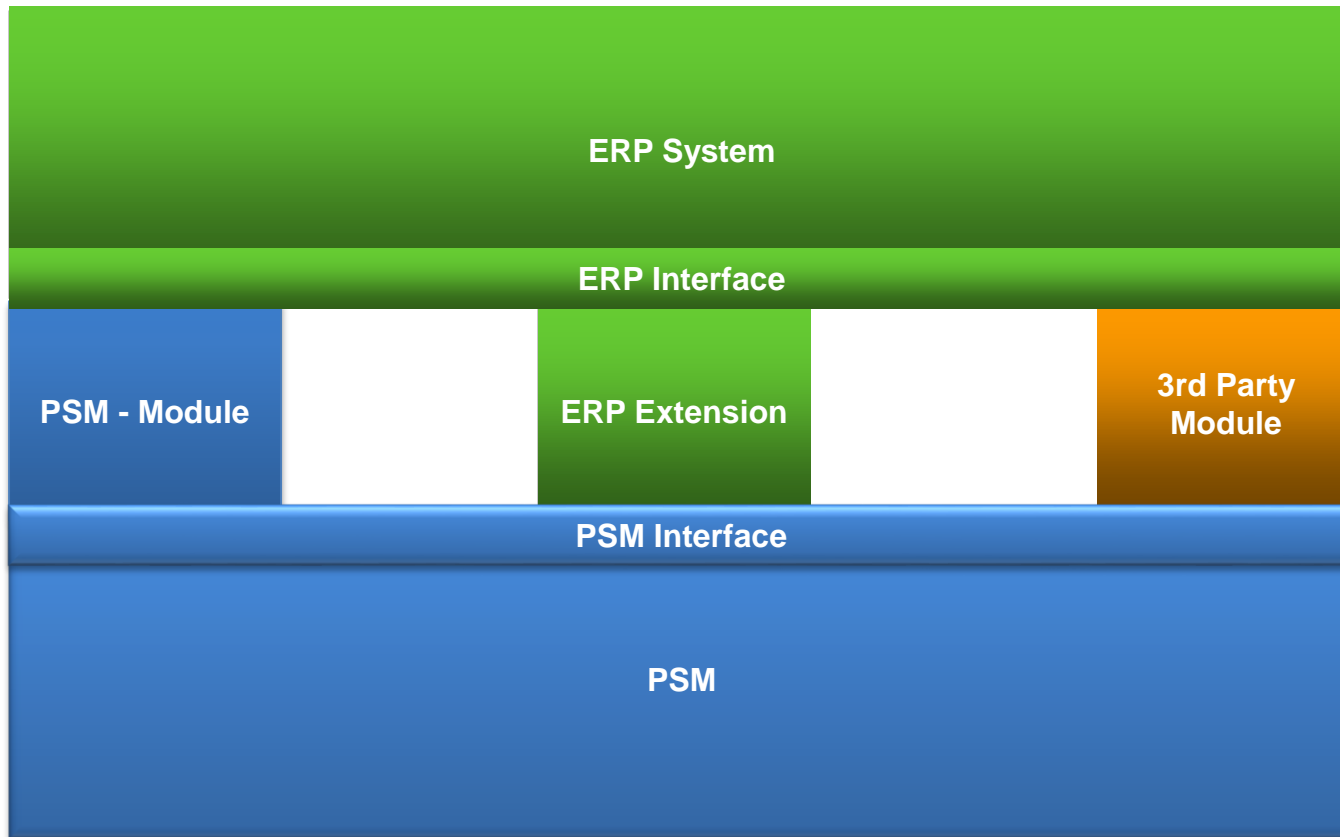 ERP System
ERP Interface
PSM - Module
ERP Extension
3rd Party
Module
PSM Interface
PSM